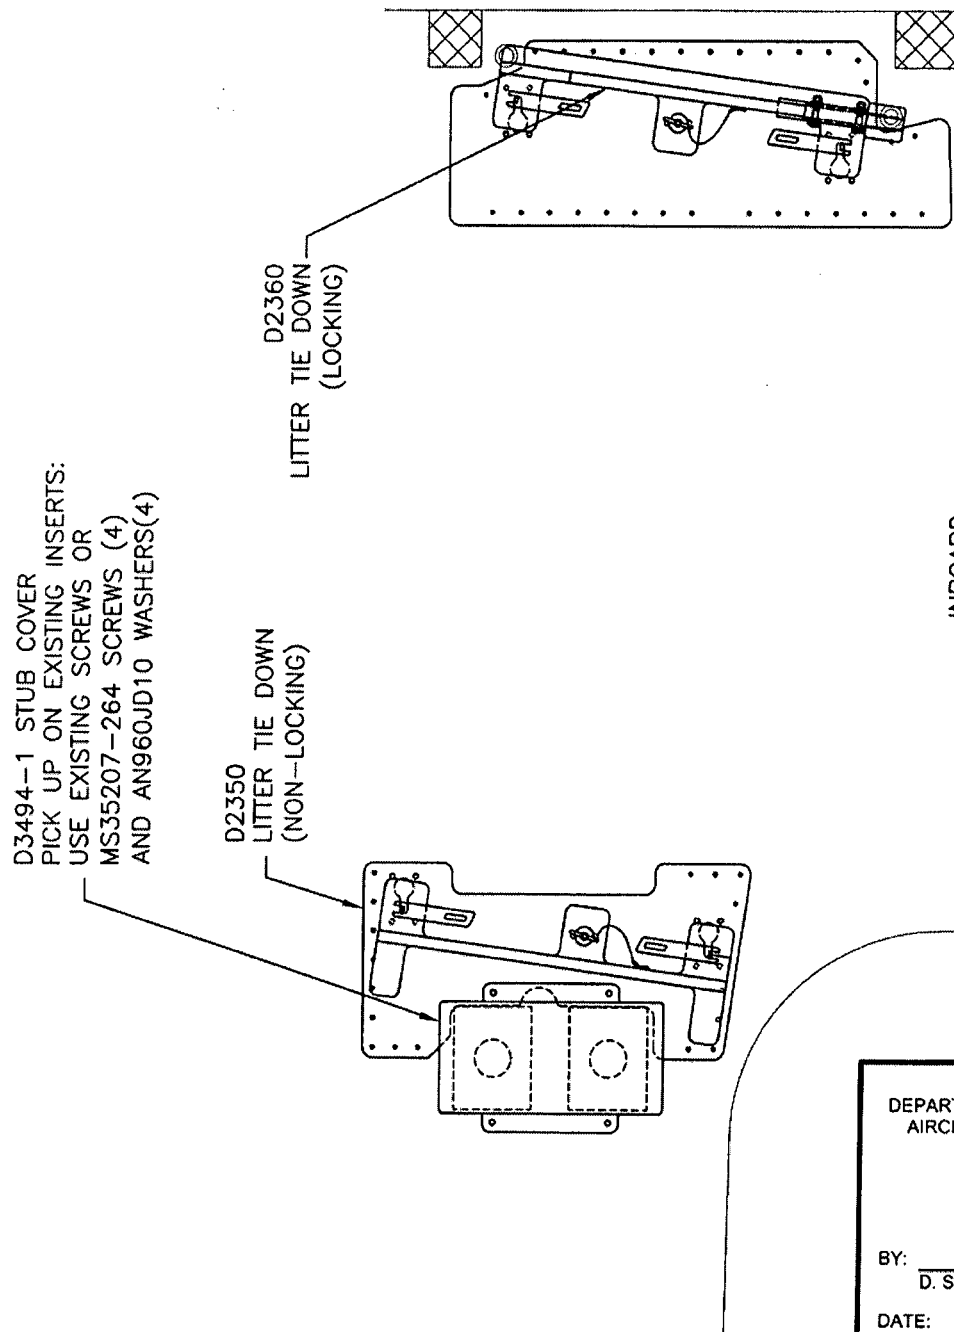 D3494-1 STUB COVER
PICK UP ON EXISTING INSERTS:
USE EXISTING SCREWS OR
MS35207-264 SCREWS (4)
AND AN960JD10 WASHERS(4)
D2350
LITTER TIE DOWN
(NON-LOCKING)
D2360
LITTER TIE DOWN
(LOCKING)
BY:
D. S
DATE: